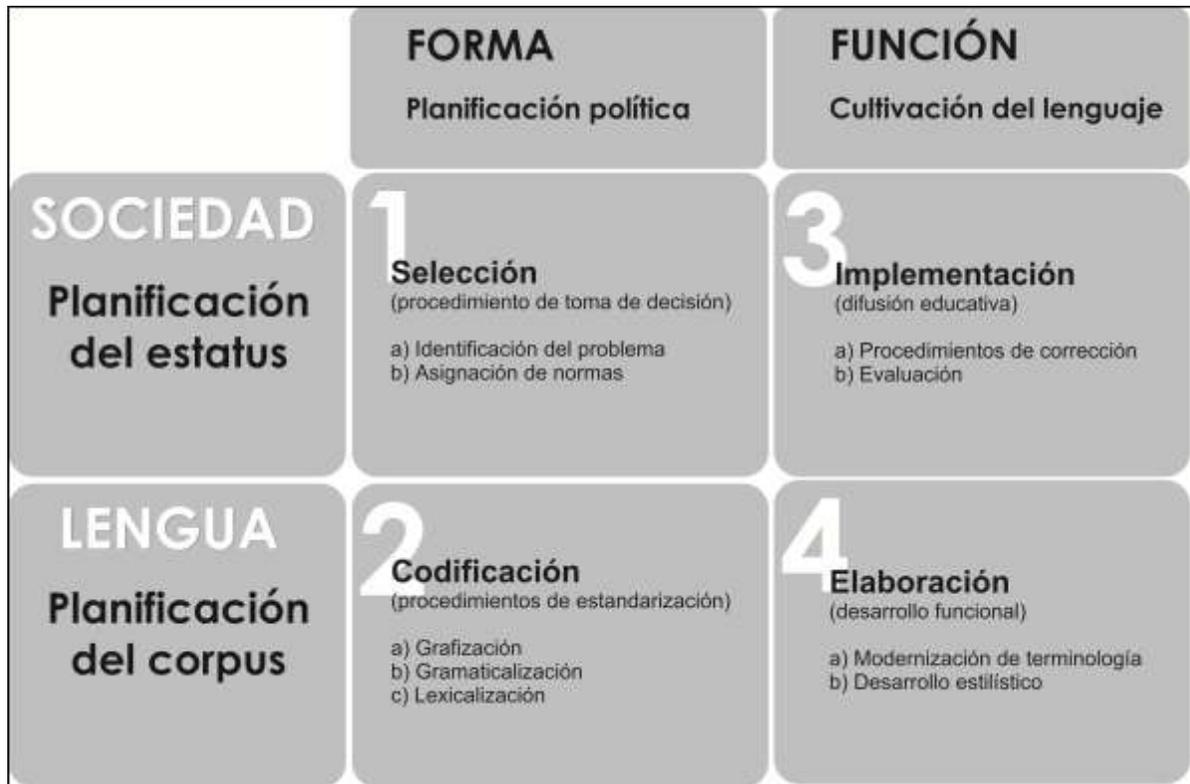 FORMA
Planificación política
FUNCIÓN
Cultivación del lenguaje
SOCIEDAD
Planificación
del estatus
1
Selección
(procedimiento de toma de decisión)
a) Identificación del problema
b) Asignación de normas
3
Implementación
(difusión educativa)
a) Procedimientos de corrección
b) Evaluación
LENGUA
Planificación
del corpus
2
Codificación
(procedimientos de estandarización)
a) Grafización
b) Gramaticalización
c) Lexicalización
4
Elaboración
(desarrollo funcional)
a) Modernización de terminología
b) Desarrollo estilístico